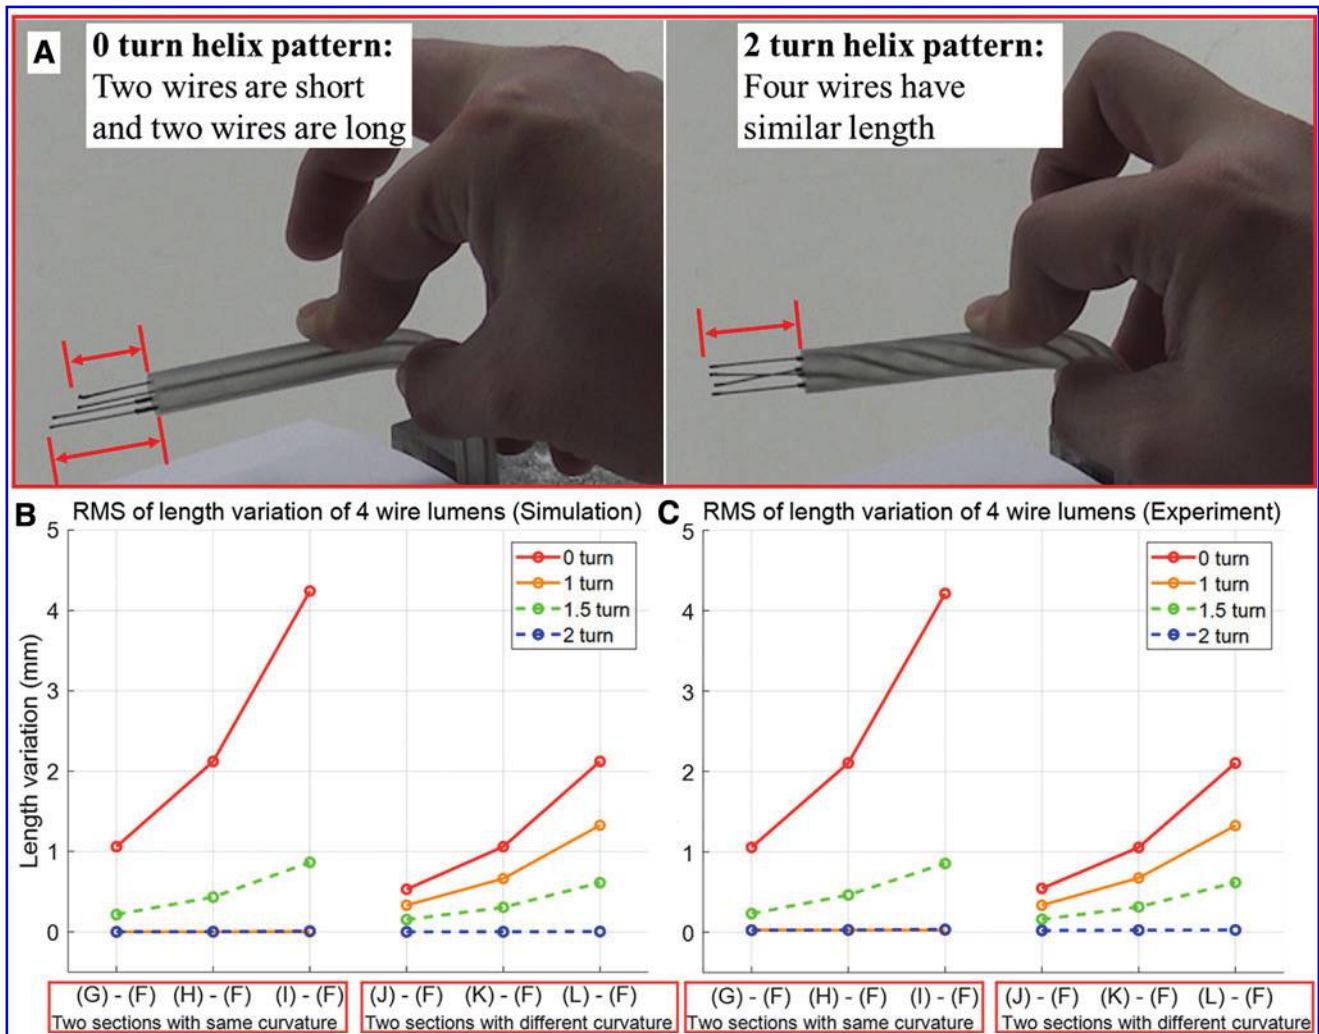 A
0 turn helix pattern:
Two wires are short
and two wires are long
2 turn helix pattern:
Four wires have
similar length
B
RMS of length variation of 4 wire lumens (Simulation)
5
4
3
2
1
0
Length variation (mm)
0 turn
1 turn
1.5 turn
2 turn
(G) - (F) (H) - (F) (I) - (F)
Two sections with same curvature
(J) - (F) (K) - (F) (L) - (F)
Two sections with different curvature
C
RMS of length variation of 4 wire lumens (Experiment)
5
4
3
2
1
0
0 turn
1 turn
1.5 turn
2 turn
(G) - (F) (H) - (F) (I) - (F)
Two sections with same curvature
(J) - (F) (K) - (F) (L) - (F)
Two sections with different curvature